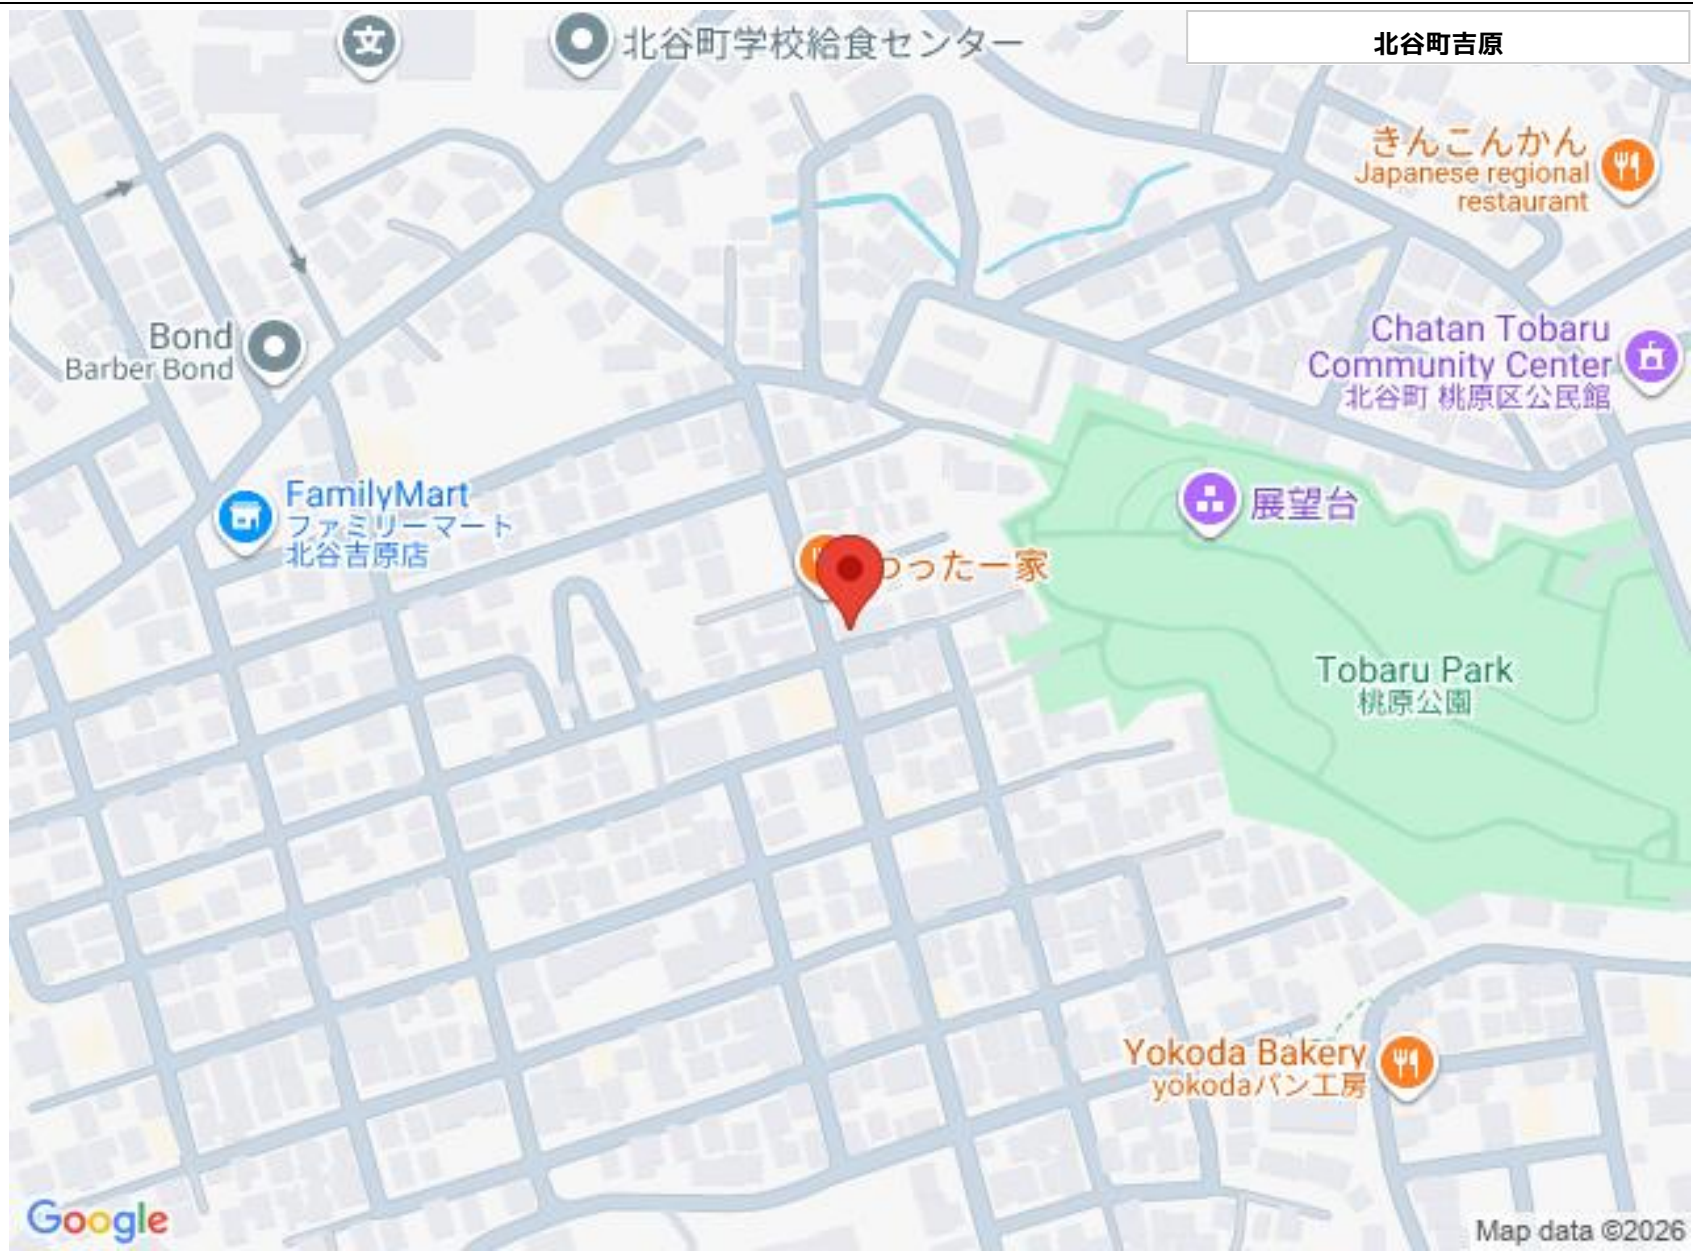 北谷町学校給食センター
文
北谷町吉原
きんこんかん
Japanese regional
restaurant
Bond
Barber Bond
Chatan Tobaru
Community Center
北谷町 桃原区公民館
FamilyMart
ファミリーマート
北谷吉原店
展望台
わったー家
Tobaru Park
桃原公園
Yokoda Bakery
yokodaパン工房
Google
Map data ©2026